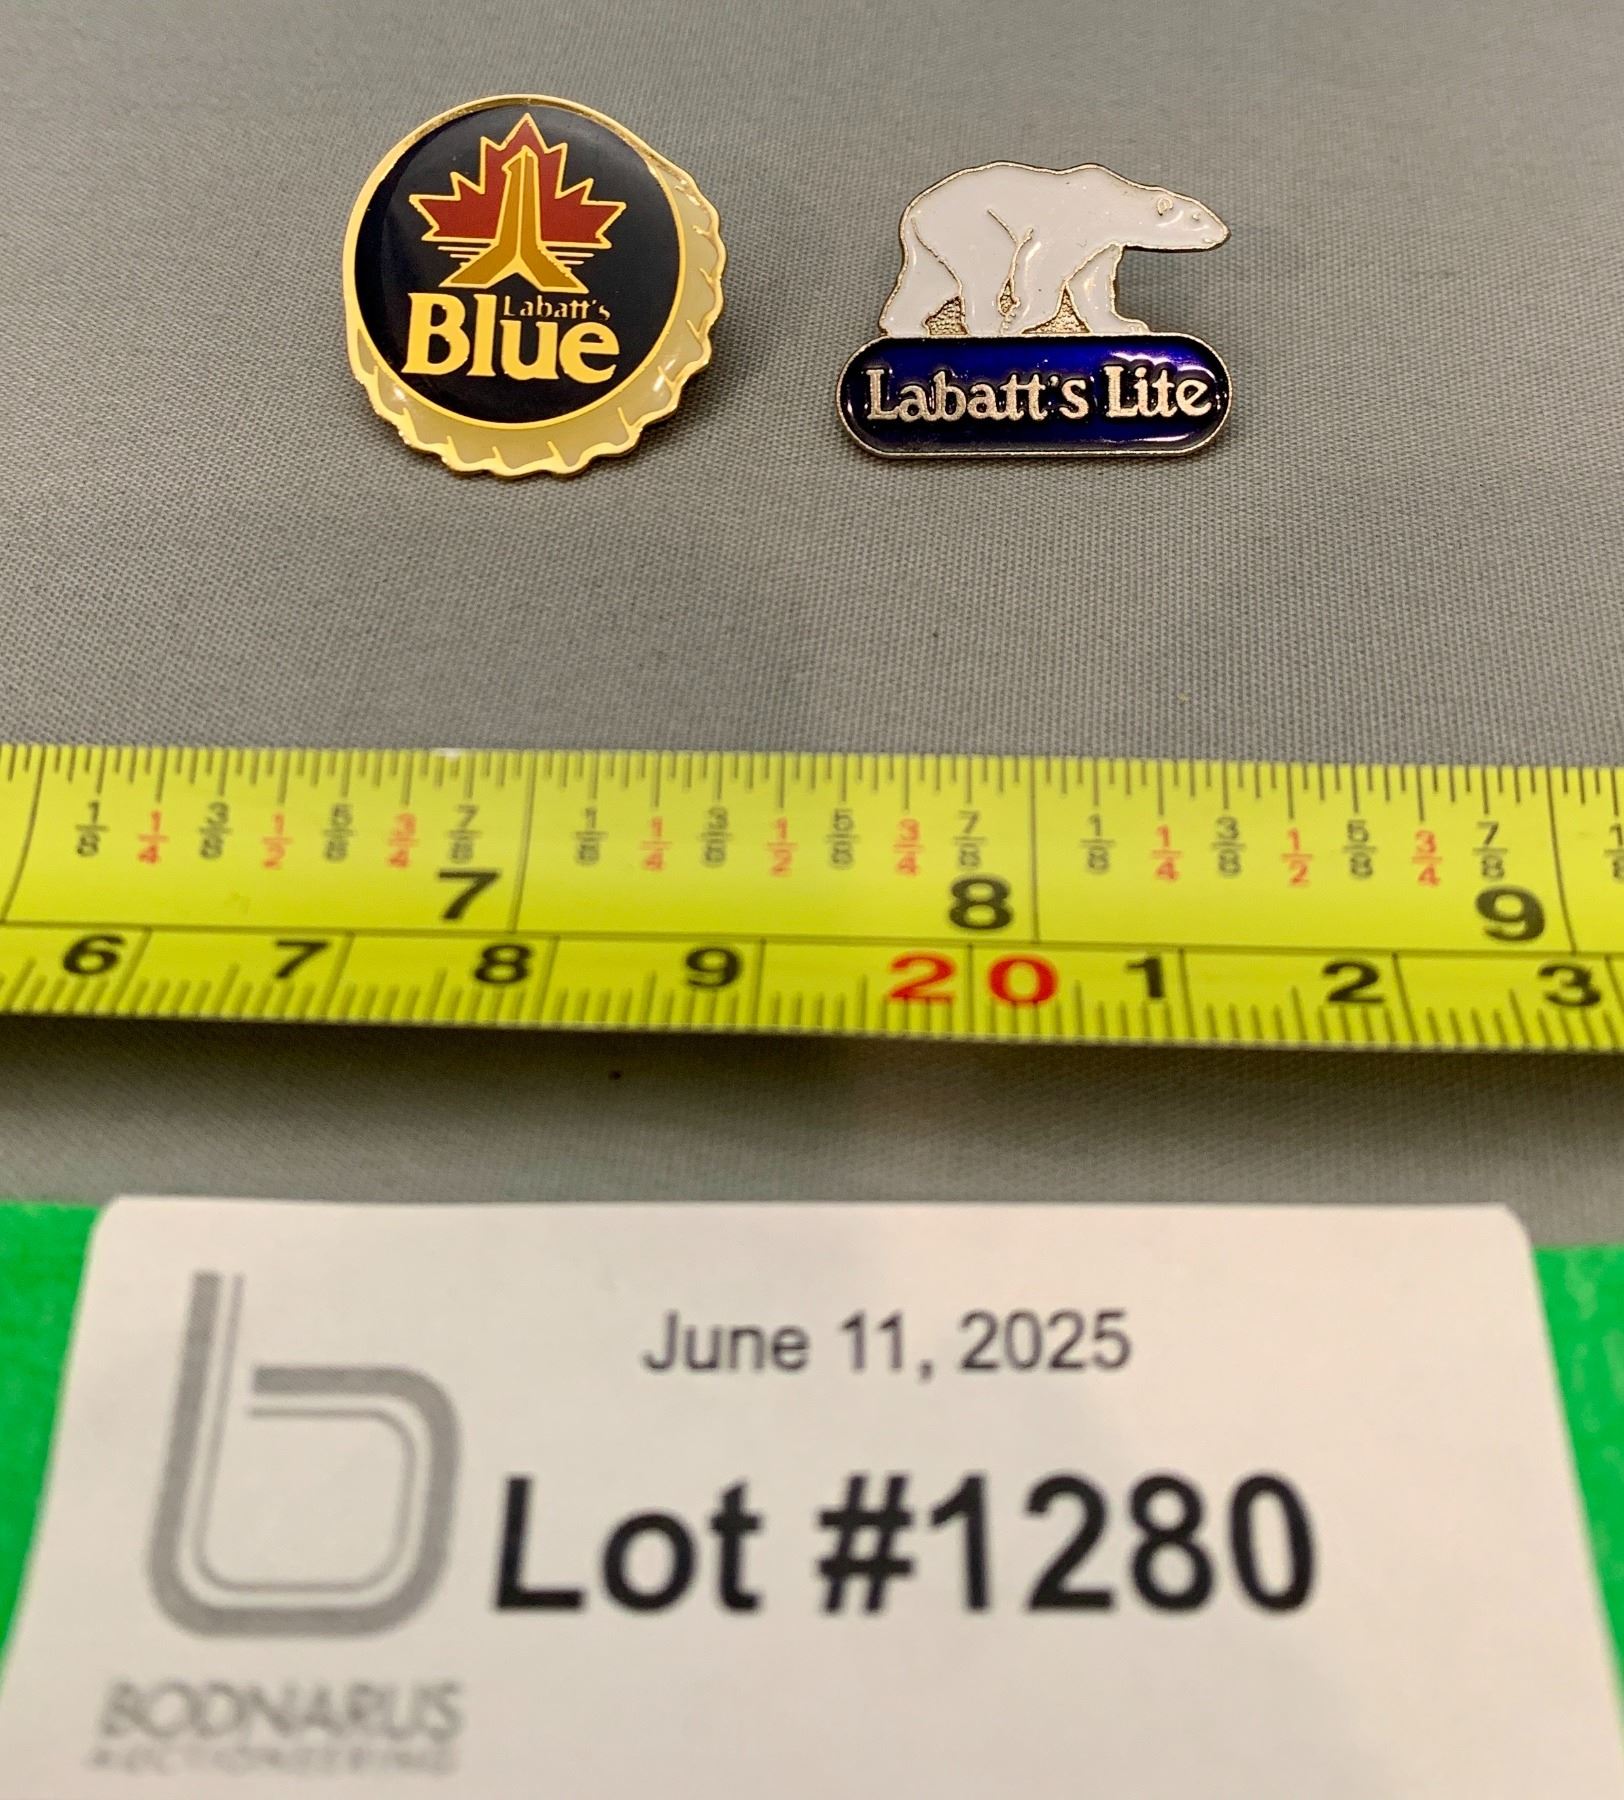 Labatt's
Blue
Labatt's Lite
1/8 1/4 3/8 1/2 5/8 3/4 7/8 7 1/8 1/4 3/8 1/2 5/8 3/4 7/8 8 1/8 1/4 3/8 1/2 5/8 3/4 7/8 9
6 7 8 9 20 1 2 3
June 11, 2025
Lot #1280
BODNARUS
AUCTIONEERING